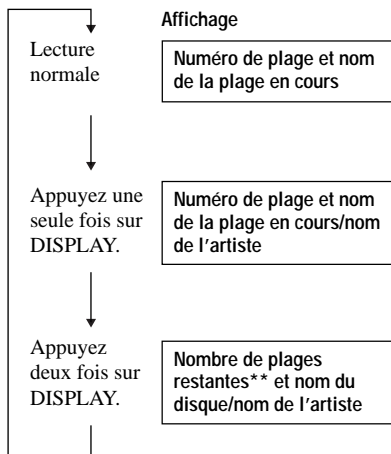 Affichage
Lecture
normale
Numéro de plage et nom
de la plage en cours
Appuyez une
seule fois sur
DISPLAY.
Numéro de plage et nom
de la plage en cours/nom
de l'artiste
Appuyez
deux fois sur
DISPLAY.
Nombre de plages
restantes** et nom du
disque/nom de l'artiste